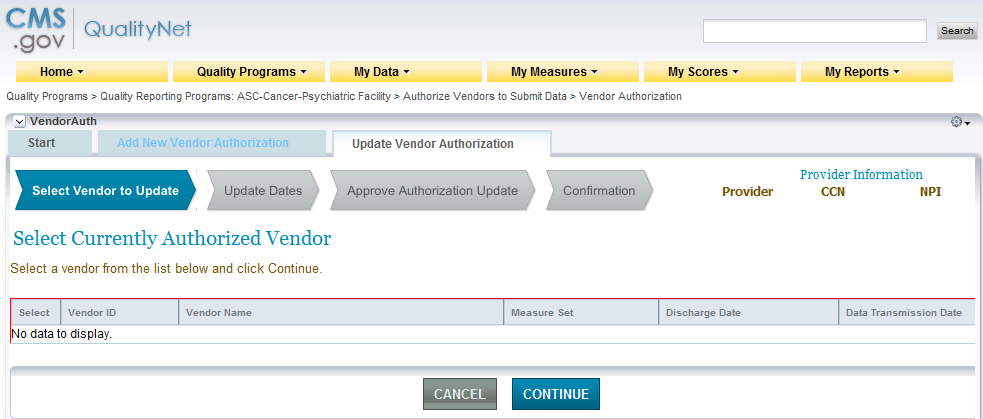 CMS
.gov
QualityNet
Search
Home My Data My Measures My Scores My Reports
Quality Programs
Quality Programs > Quality Reporting Programs: ASC-Cancer-Psychiatric Facility > Authorize Vendors to Submit Data > Vendor Authorization
VendorAuth
Start Add New Vendor Authorization Update Vendor Authorization
Select Vendor to Update Update Dates Approve Authorization Update Confirmation
Provider Information
Provider CCN NPI
Select Currently Authorized Vendor
Select a vendor from the list below and click Continue.
Select Vendor ID Vendor Name Measure Set Discharge Date Data Transmission Date
No data to display.
CANCEL CONTINUE